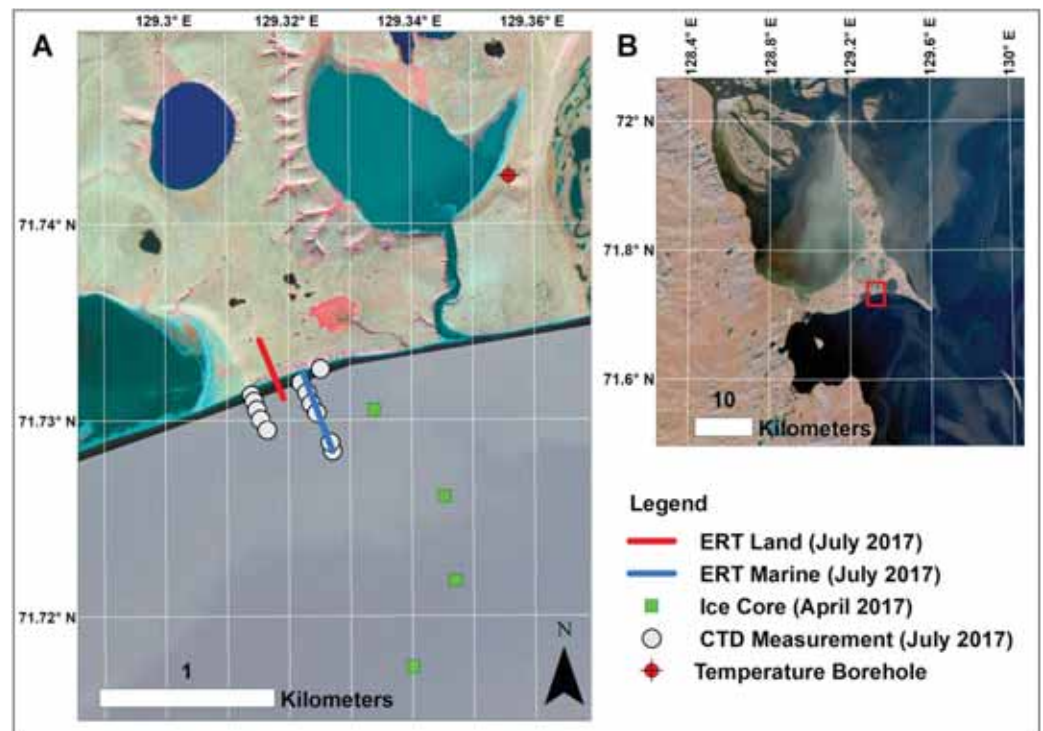 A
129.3° E
129.32° E
129.34° E
129.36° E
71.74° N
71.73° N
71.72° N
1
Kilometers
N
B
128.4° E
128.8° E
129.2° E
129.6° E
130° E
72° N
71.8° N
71.6° N
10
Kilometers
Legend
ERT Land (July 2017)
ERT Marine (July 2017)
Ice Core (April 2017)
CTD Measurement (July 2017)
Temperature Borehole